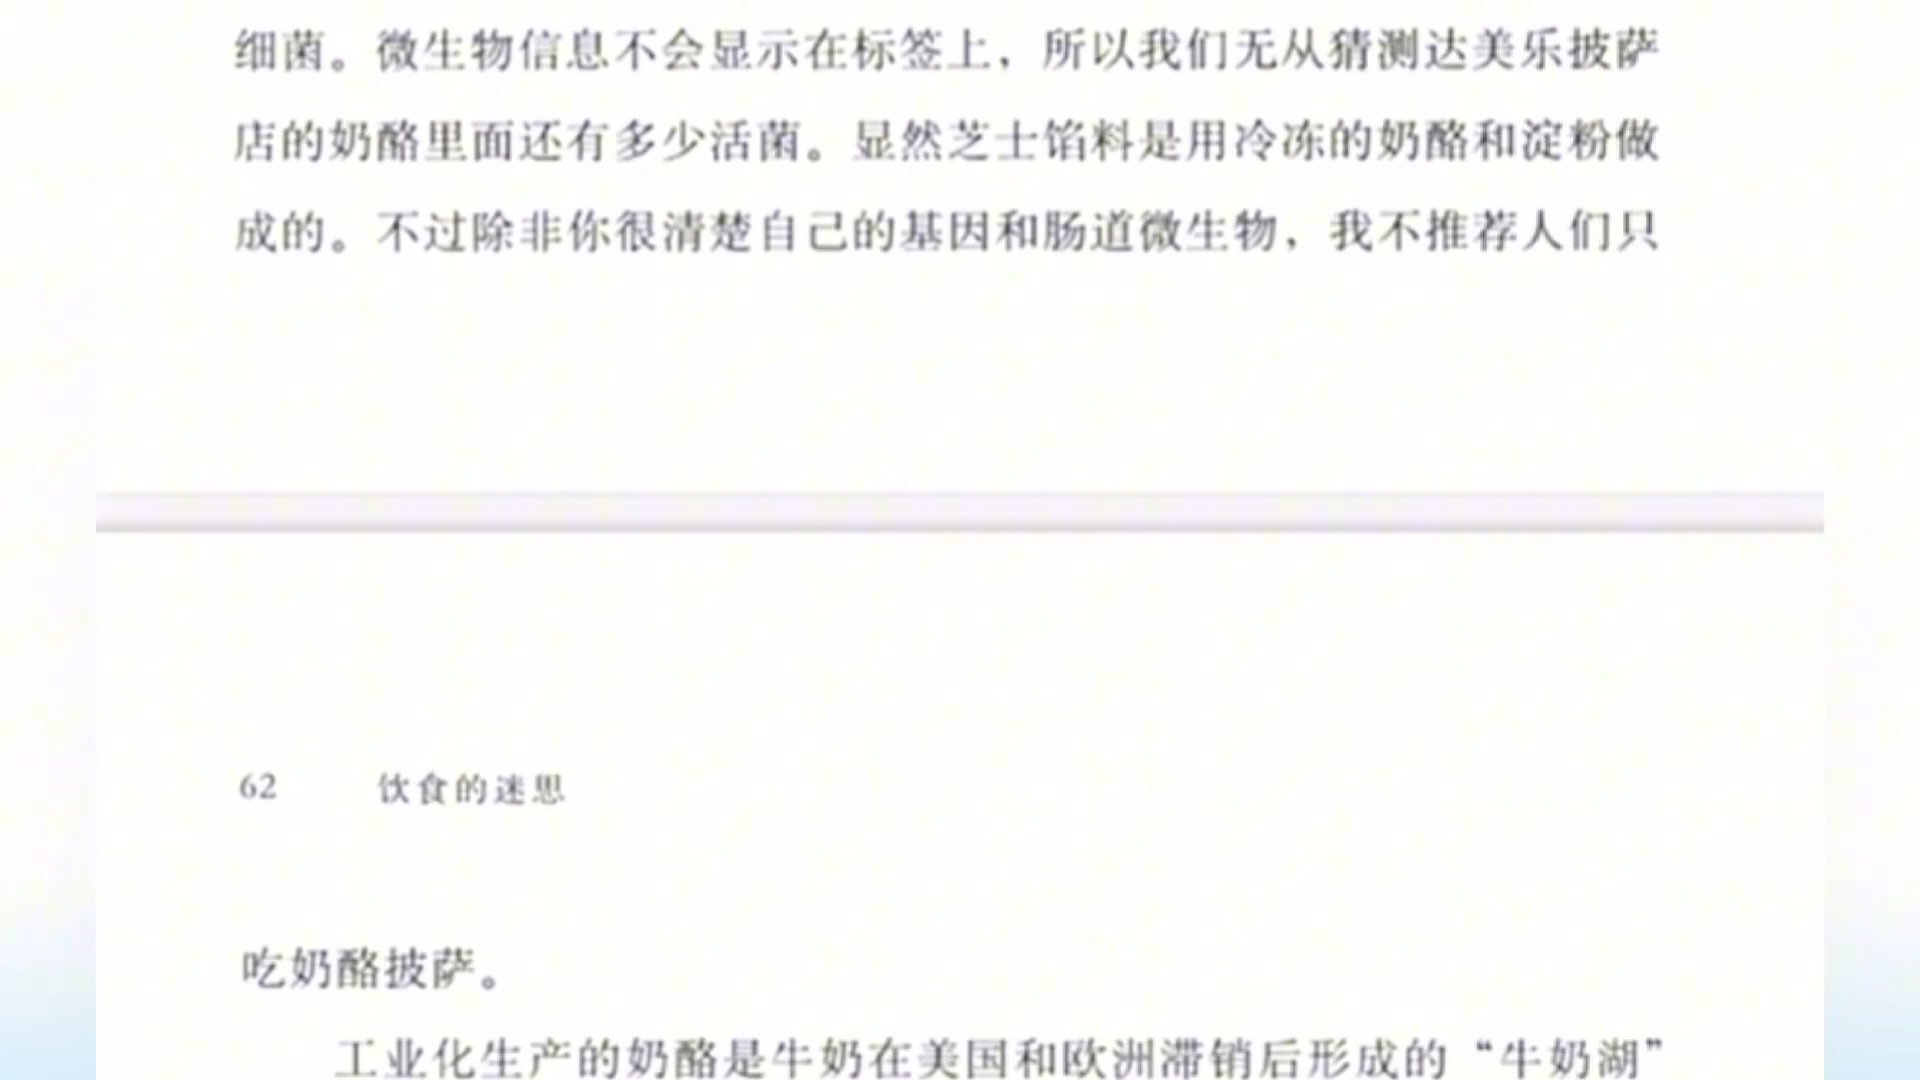 细菌。微生物信息不会显示在标签上，所以我们无从猜测达美乐披萨
店的奶酪里面还有多少活菌。显然芝士馅料是用冷冻的奶酪和淀粉做
成的。不过除非你很清楚自己的基因和肠道微生物，我不推荐人们只
62 饮食的迷思
吃奶酪披萨。
工业化生产的奶酪是牛奶在美国和欧洲滞销后形成的“牛奶湖”